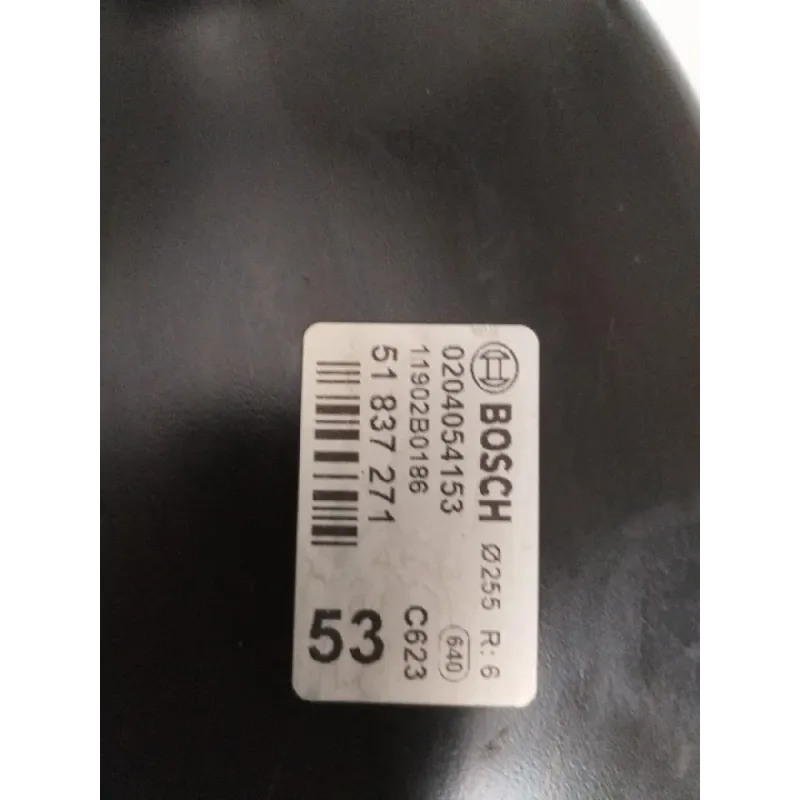 BOSCH Ø255 R:6
0204054153 640
11902B0186 C623
51 837 271 53